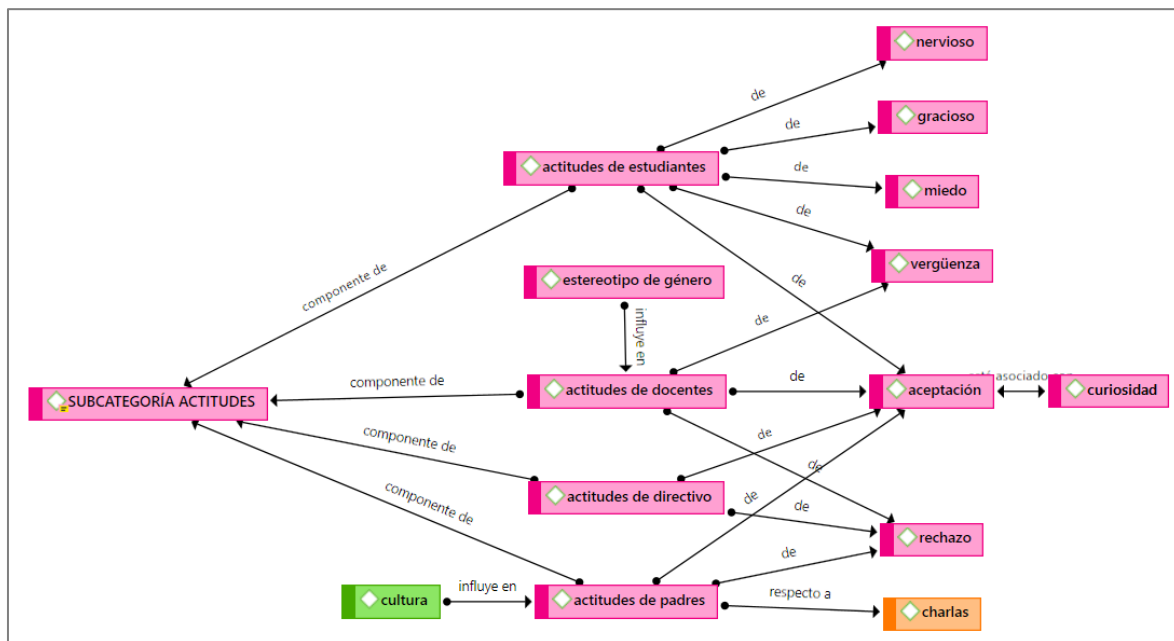 nervioso
de
gracioso
de
actitudes de estudiantes
de
miedo
de
vergüenza
componente de
de
estereotipo de género
influye en
de
componente de
actitudes de docentes
de
aceptación
curiosidad
SUBCATEGORÍA ACTITUDES
componente de
de
de
componente de
actitudes de directivo
de
de
rechazo
de
cultura
influye en
actitudes de padres
respecto a
charlas